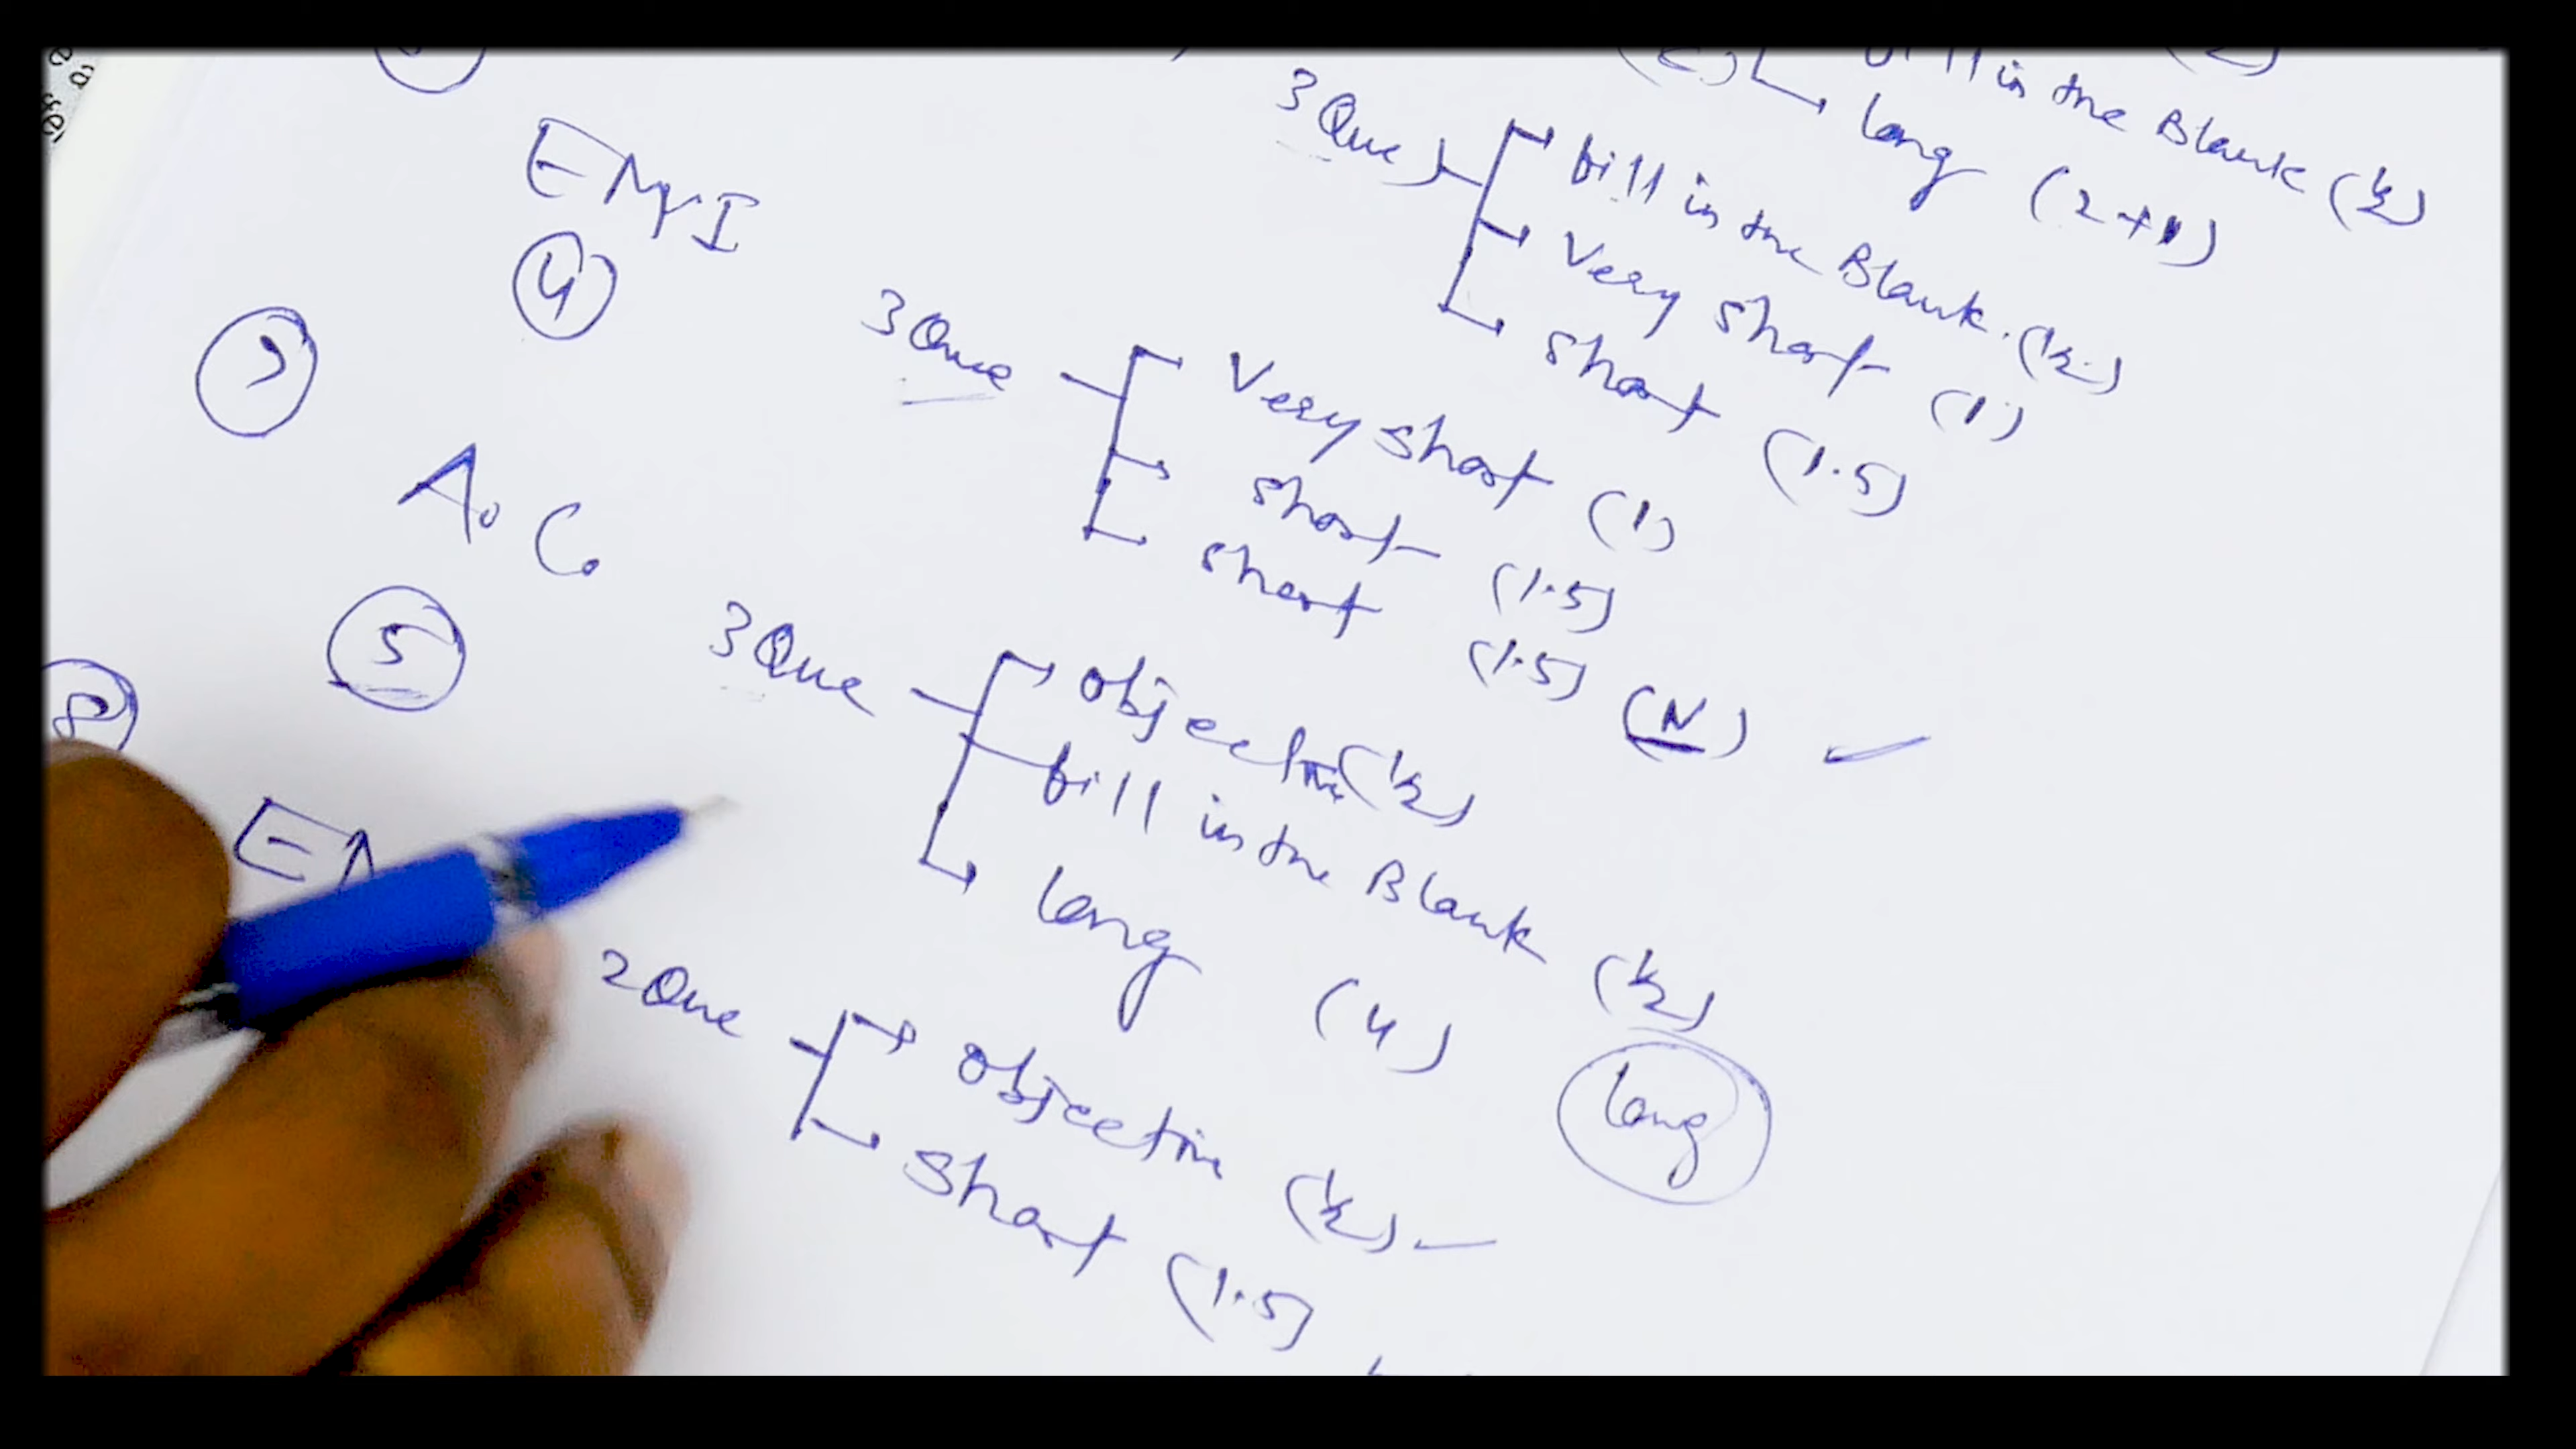 fill in the Blank (½)
long (2+1)
3 Que
fill in the Blank. (½)
Very short (1)
short (1.5)
EMI
4
3 Que
Very short (1)
short (1.5)
short (1.5) (N)
7
A. C.
5
3 Que
objective (½)
fill in the Blank (½)
long (4)
long
8
EM
2 Que
objective (½)
short (1.5)